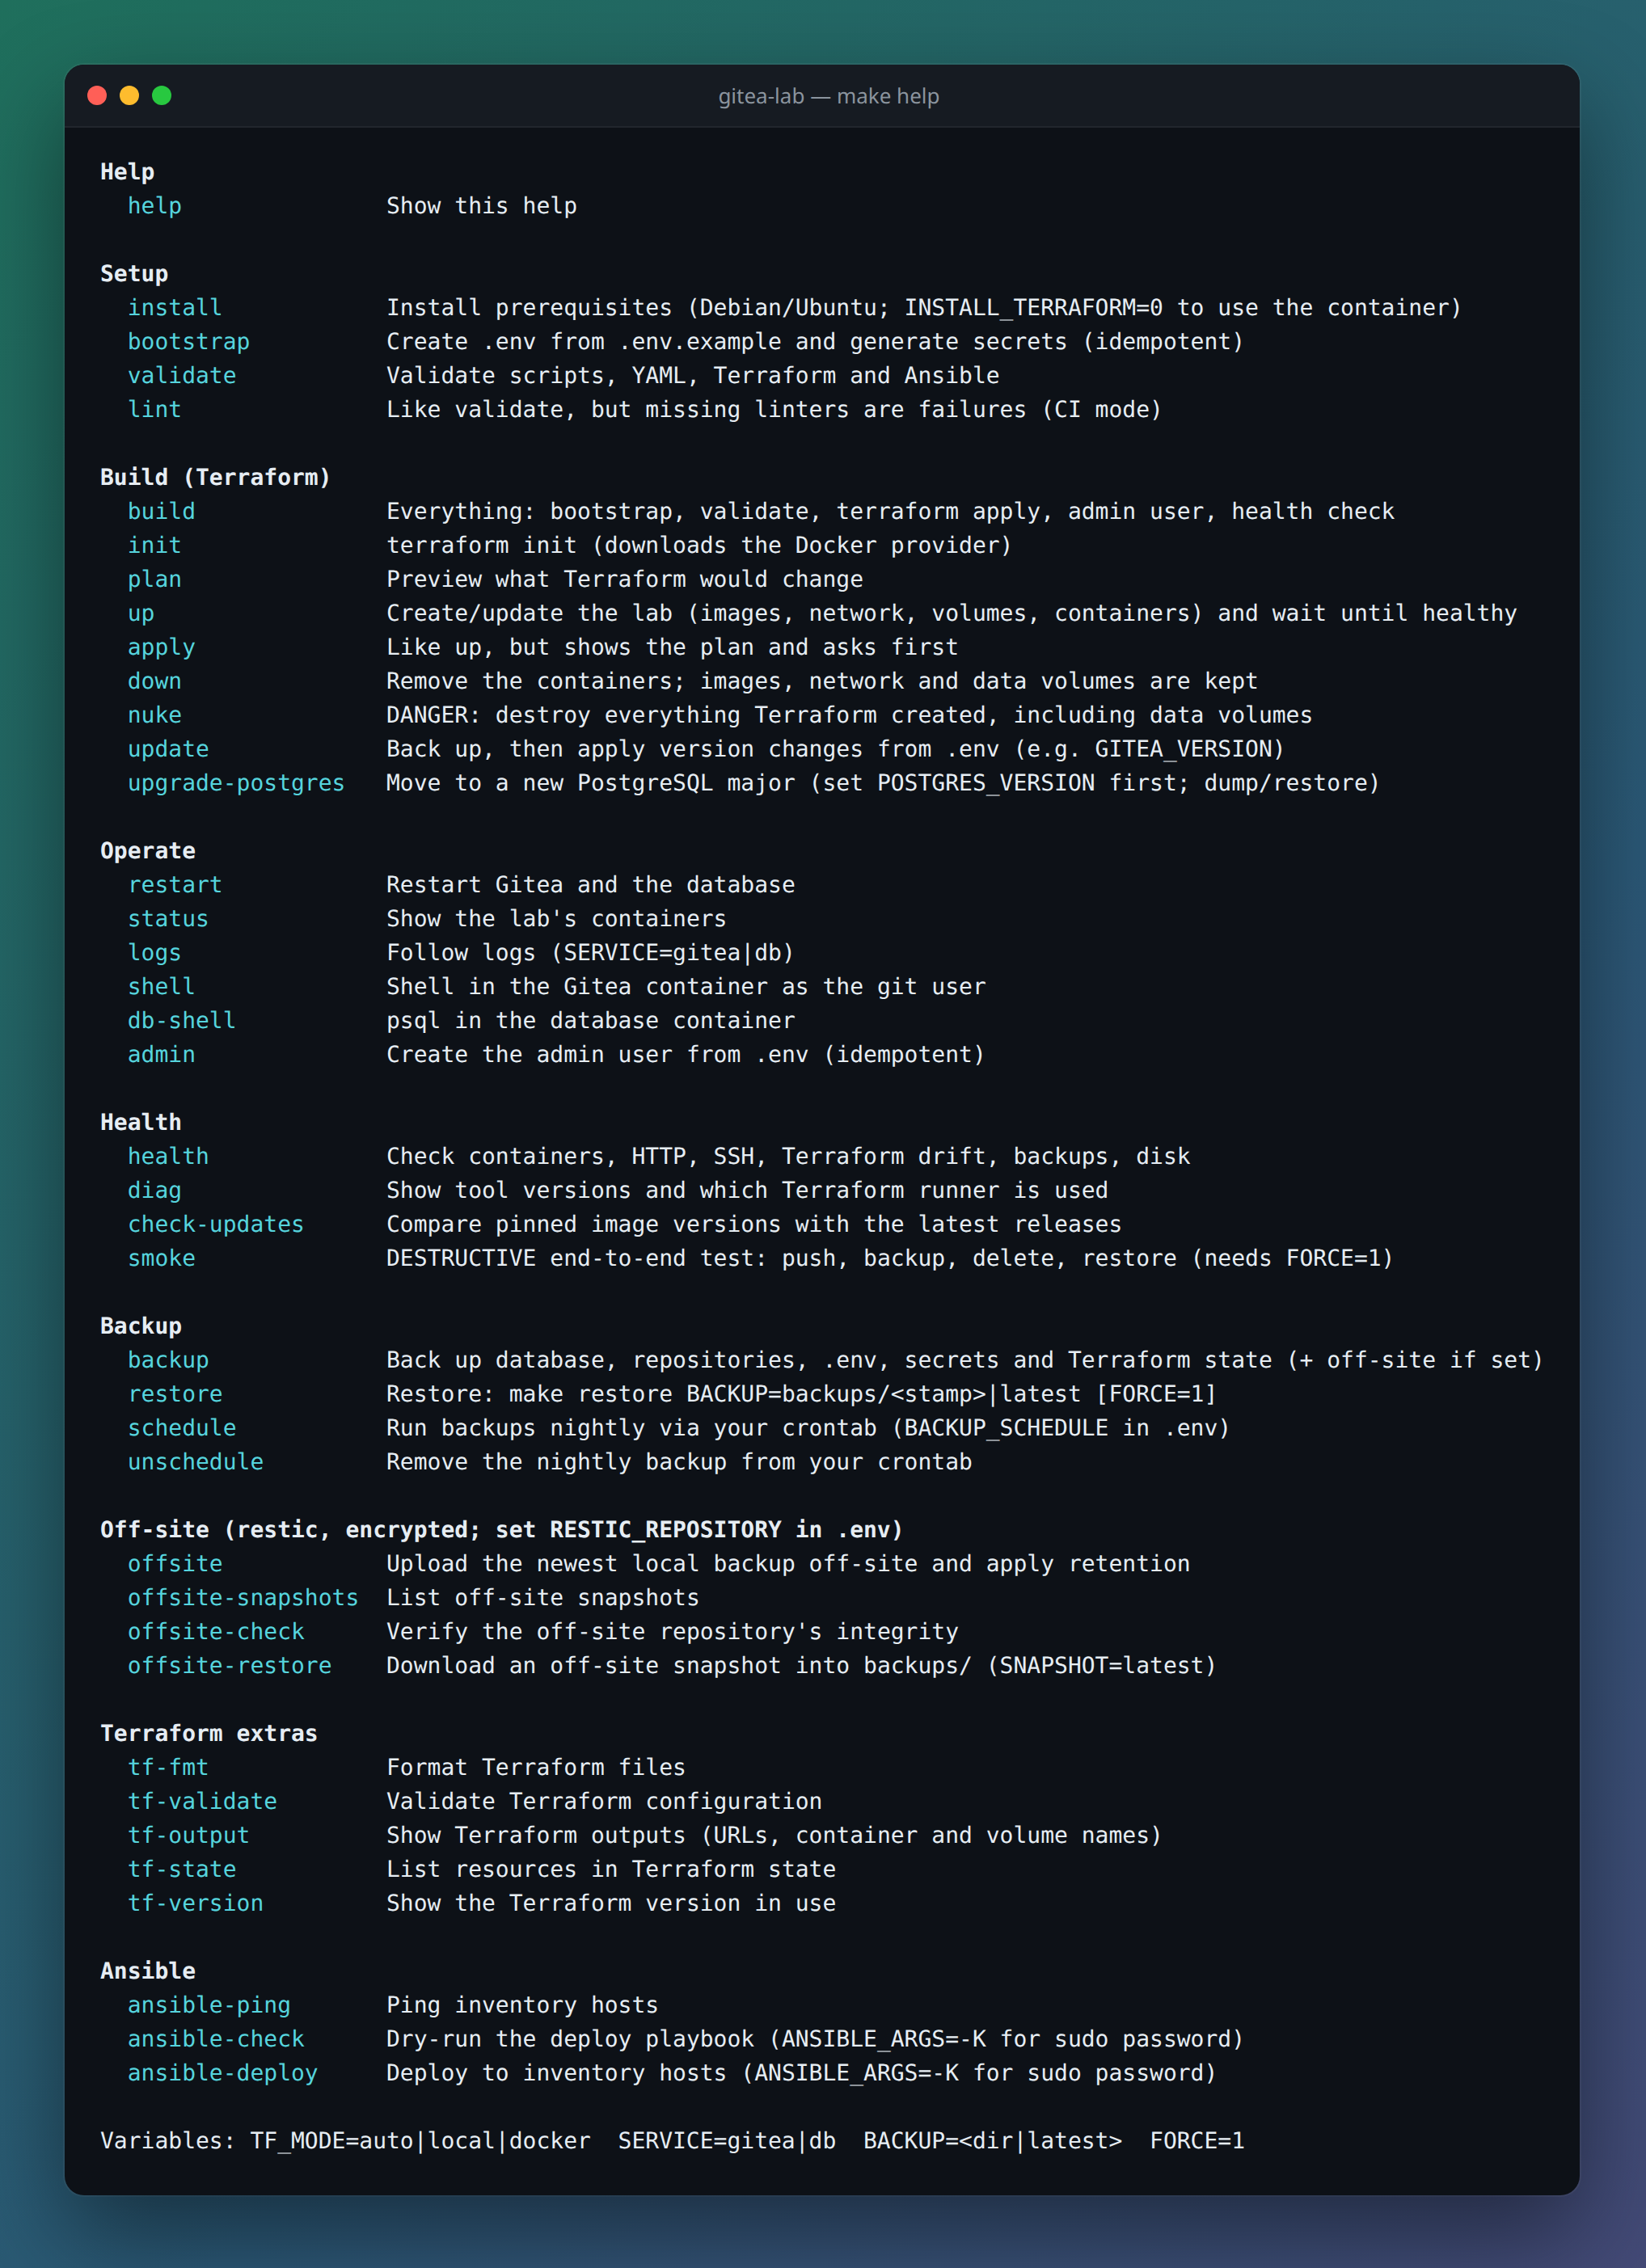 gitea-lab — make help
Help
  help               Show this help
Setup
  install            Install prerequisites (Debian/Ubuntu; INSTALL_TERRAFORM=0 to use the container)
  bootstrap          Create .env from .env.example and generate secrets (idempotent)
  validate           Validate scripts, YAML, Terraform and Ansible
  lint               Like validate, but missing linters are failures (CI mode)
Build (Terraform)
  build              Everything: bootstrap, validate, terraform apply, admin user, health check
  init               terraform init (downloads the Docker provider)
  plan               Preview what Terraform would change
  up                 Create/update the lab (images, network, volumes, containers) and wait until healthy
  apply              Like up, but shows the plan and asks first
  down               Remove the containers; images, network and data volumes are kept
  nuke               DANGER: destroy everything Terraform created, including data volumes
  update             Back up, then apply version changes from .env (e.g. GITEA_VERSION)
  upgrade-postgres   Move to a new PostgreSQL major (set POSTGRES_VERSION first; dump/restore)
Operate
  restart            Restart Gitea and the database
  status             Show the lab's containers
  logs               Follow logs (SERVICE=gitea|db)
  shell              Shell in the Gitea container as the git user
  db-shell           psql in the database container
  admin              Create the admin user from .env (idempotent)
Health
  health             Check containers, HTTP, SSH, Terraform drift, backups, disk
  diag               Show tool versions and which Terraform runner is used
  check-updates      Compare pinned image versions with the latest releases
  smoke              DESTRUCTIVE end-to-end test: push, backup, delete, restore (needs FORCE=1)
Backup
  backup             Back up database, repositories, .env, secrets and Terraform state (+ off-site if set)
  restore            Restore: make restore BACKUP=backups/<stamp>|latest [FORCE=1]
  schedule           Run backups nightly via your crontab (BACKUP_SCHEDULE in .env)
  unschedule         Remove the nightly backup from your crontab
Off-site (restic, encrypted; set RESTIC_REPOSITORY in .env)
  offsite            Upload the newest local backup off-site and apply retention
  offsite-snapshots  List off-site snapshots
  offsite-check      Verify the off-site repository's integrity
  offsite-restore    Download an off-site snapshot into backups/ (SNAPSHOT=latest)
Terraform extras
  tf-fmt             Format Terraform files
  tf-validate        Validate Terraform configuration
  tf-output          Show Terraform outputs (URLs, container and volume names)
  tf-state           List resources in Terraform state
  tf-version         Show the Terraform version in use
Ansible
  ansible-ping       Ping inventory hosts
  ansible-check      Dry-run the deploy playbook (ANSIBLE_ARGS=-K for sudo password)
  ansible-deploy     Deploy to inventory hosts (ANSIBLE_ARGS=-K for sudo password)
Variables: TF_MODE=auto|local|docker  SERVICE=gitea|db  BACKUP=<dir|latest>  FORCE=1